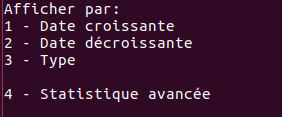 Afficher par:
1 - Date croissante
2 - Date décroissante
3 - Type
4 - Statistique avancée